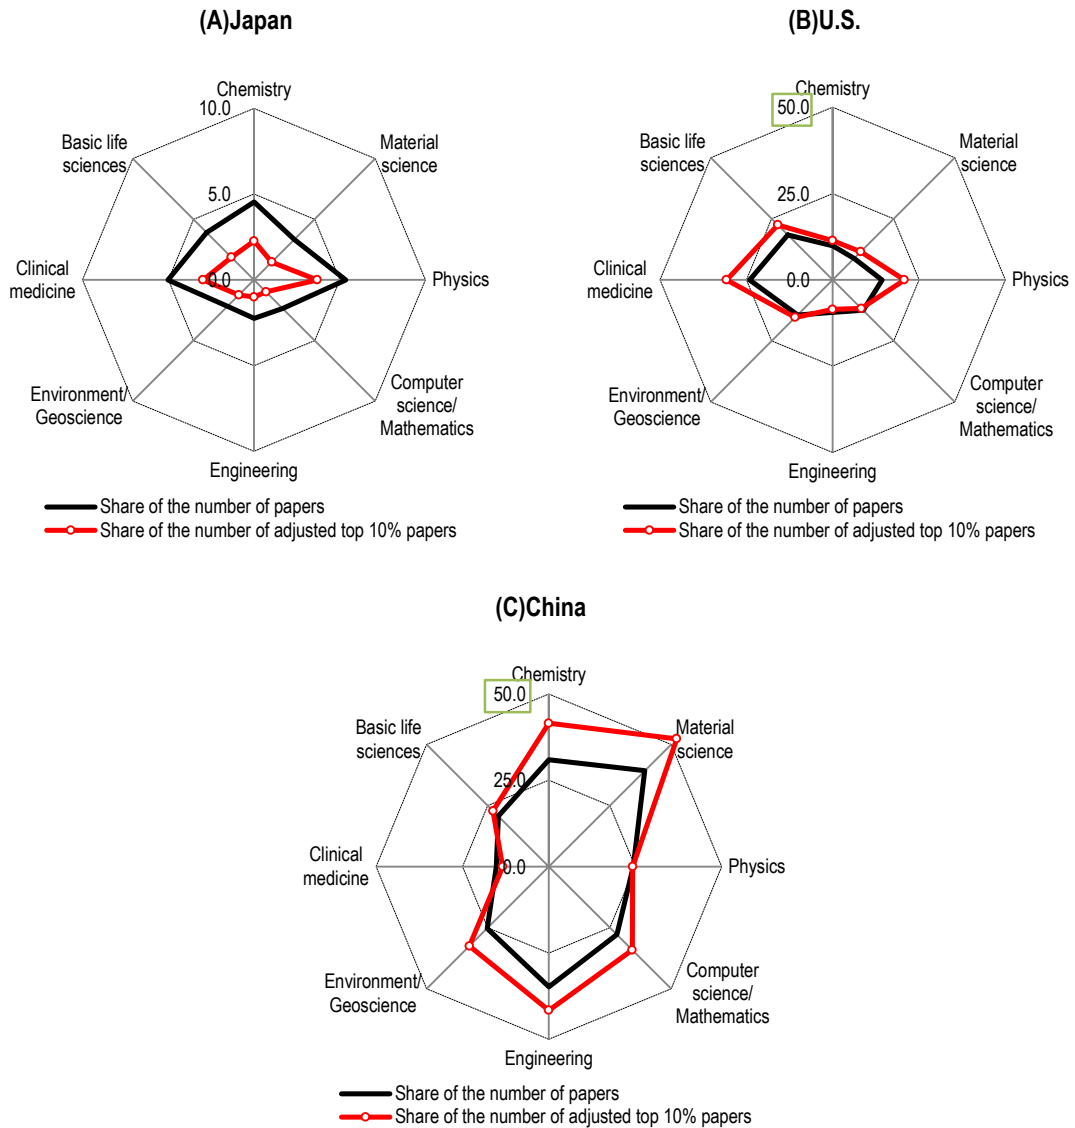 (A)Japan
Chemistry
10.0
Basic life
sciences
Material
science
5.0
Clinical
medicine
0.0
Physics
Environment/
Geoscience
Computer
science/
Mathematics
Engineering
Share of the number of papers
Share of the number of adjusted top 10% papers
(B)U.S.
Chemistry
50.0
Basic life
sciences
Material
science
25.0
Clinical
medicine
0.0
Physics
Environment/
Geoscience
Computer
science/
Mathematics
Engineering
Share of the number of papers
Share of the number of adjusted top 10% papers
(C)China
Chemistry
50.0
Basic life
sciences
Material
science
25.0
Clinical
medicine
0.0
Physics
Environment/
Geoscience
Computer
science/
Mathematics
Engineering
Share of the number of papers
Share of the number of adjusted top 10% papers